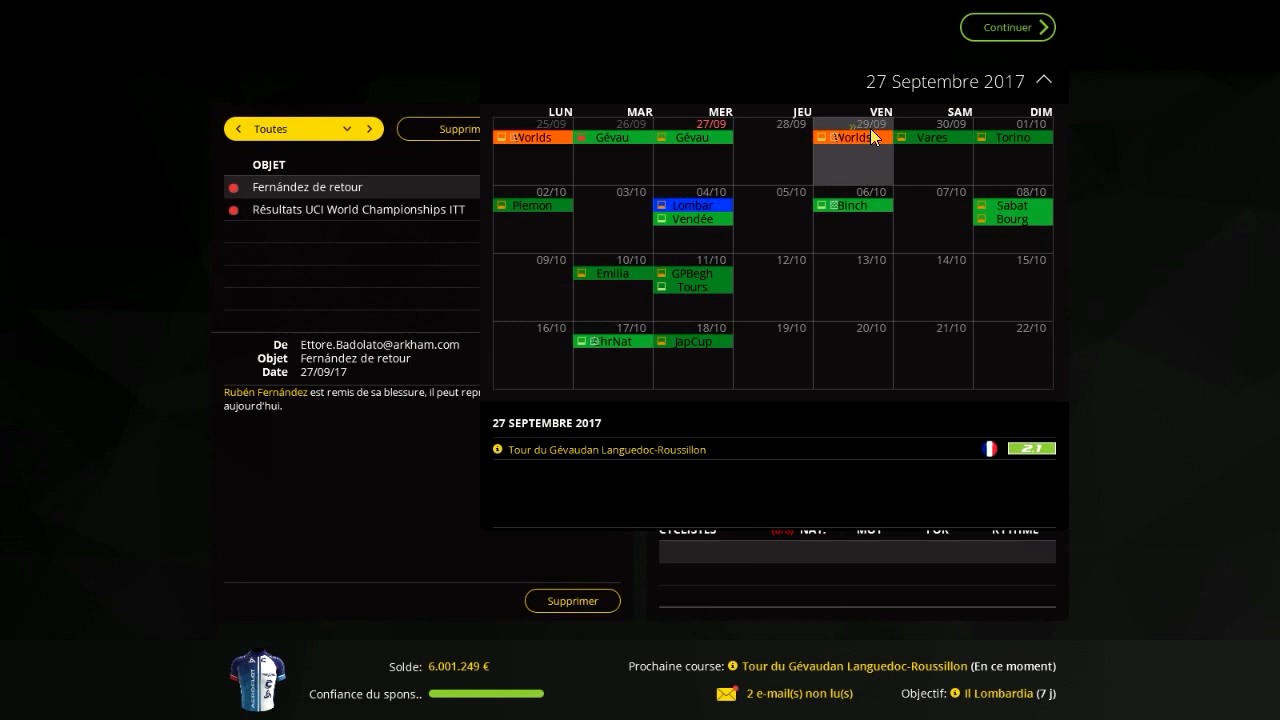 Continuer
27 Septembre 2017
LUN MAR MER JEU VEN SAM DIM
25/09 26/09 27/09 28/09 29/09 30/09 01/10
Worlds Gévau Gévau Worlds Vares Torino
02/10 03/10 04/10 05/10 06/10 07/10 08/10
Piemon Lombar Binch Sabat
Vendée Bourg
09/10 10/10 11/10 12/10 13/10 14/10 15/10
Emilia GPBegh
Tours
16/10 17/10 18/10 19/10 20/10 21/10 22/10
ChrNat JapCup
27 SEPTEMBRE 2017
Tour du Gévaudan Languedoc-Roussillon 2.1
Toutes Supprim
OBJET
Fernández de retour
Résultats UCI World Championships ITT
De Ettore.Badolato@arkham.com
Objet Fernández de retour
Date 27/09/17
Rubén Fernández est remis de sa blessure, il peut repr
aujourd'hui.
Supprimer
Solde: 6.001.249 €
Confiance du spons..
Prochaine course: Tour du Gévaudan Languedoc-Roussillon (En ce moment)
2 e-mail(s) non lu(s) Objectif: Il Lombardia (7 j)